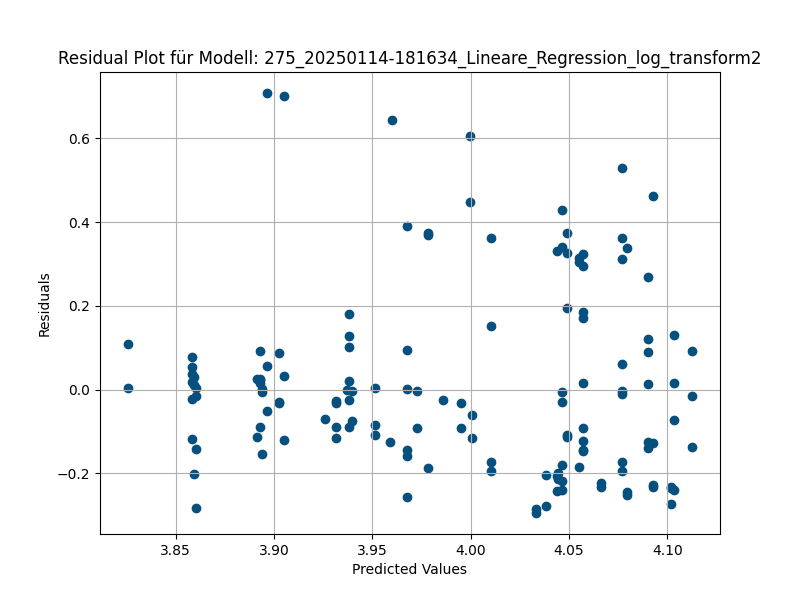 Residual Plot für Modell: 275_20250114-181634_Lineare_Regression_log_transform2
Residuals
0.6
0.4
0.2
0.0
−0.2
3.85 3.90 3.95 4.00 4.05 4.10
Predicted Values